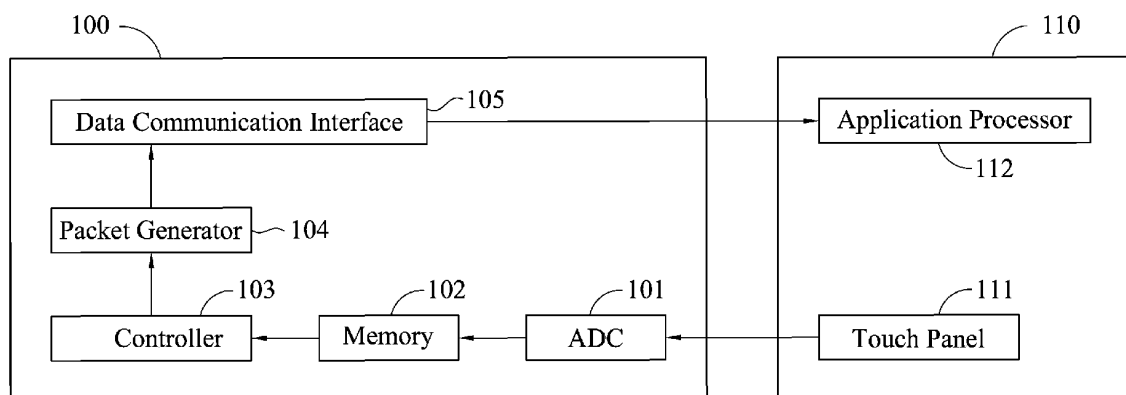 100
110
105
Data Communication Interface
Application Processor
112
Packet Generator
104
103
102
101
111
Controller
Memory
ADC
Touch Panel